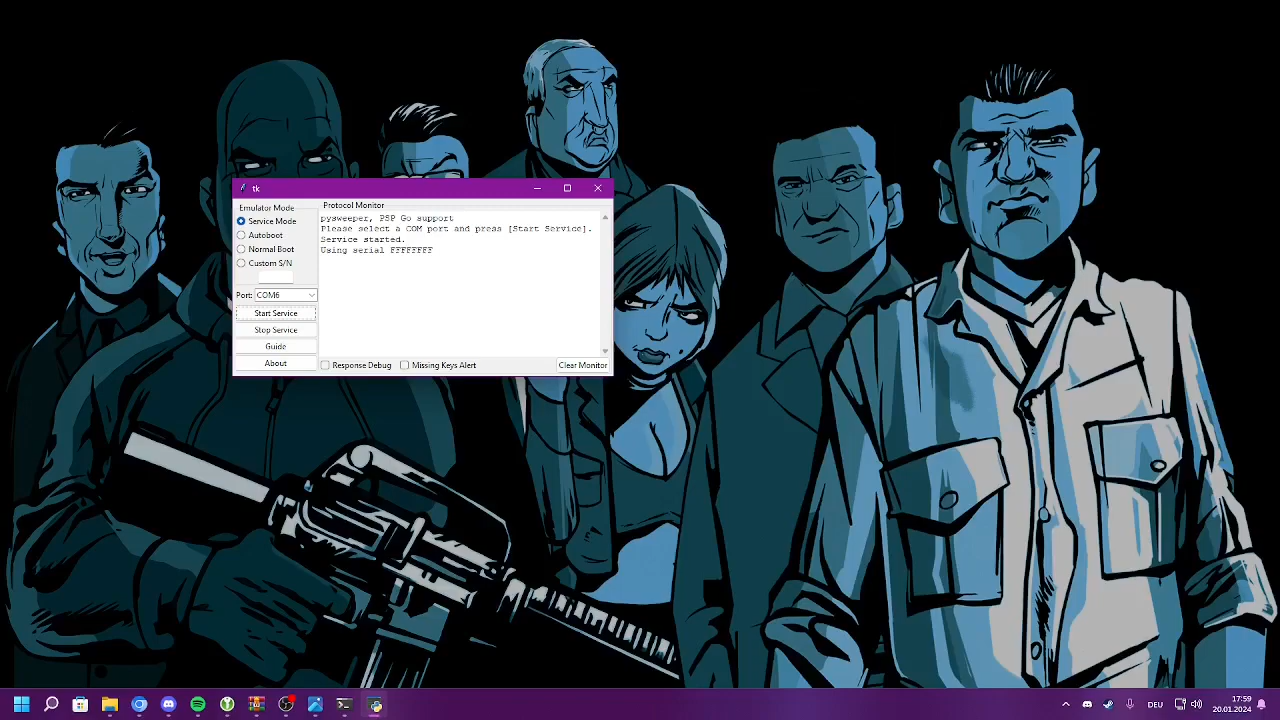 tk
Emulator Mode
Service Mode
Autoboot
Normal Boot
Custom S/N
Port: COM6
Start Service
Stop Service
Guide
About
Protocol Monitor
pysweeper, PSP Go support
Please select a COM port and press [Start Service].
Service started.
Using serial FFFFFFFF
Response Debug
Missing Keys Alert
Clear Monitor
DEU
17:59
20.01.2024